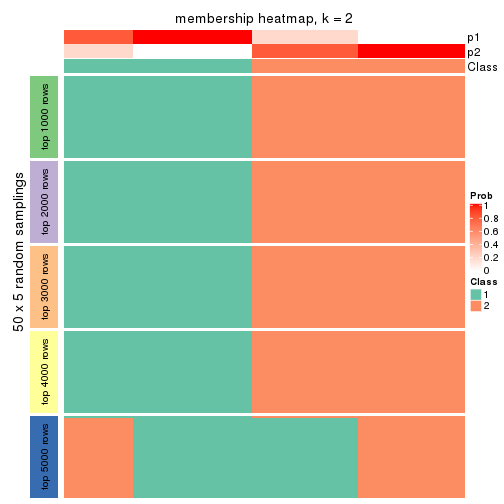 membership heatmap, k = 2
p1
p2
Class
50 x 5 random samplings
top 1000 rows
top 2000 rows
top 3000 rows
top 4000 rows
top 5000 rows
Prob
1
0.8
0.6
0.4
0.2
0
Class
1
2